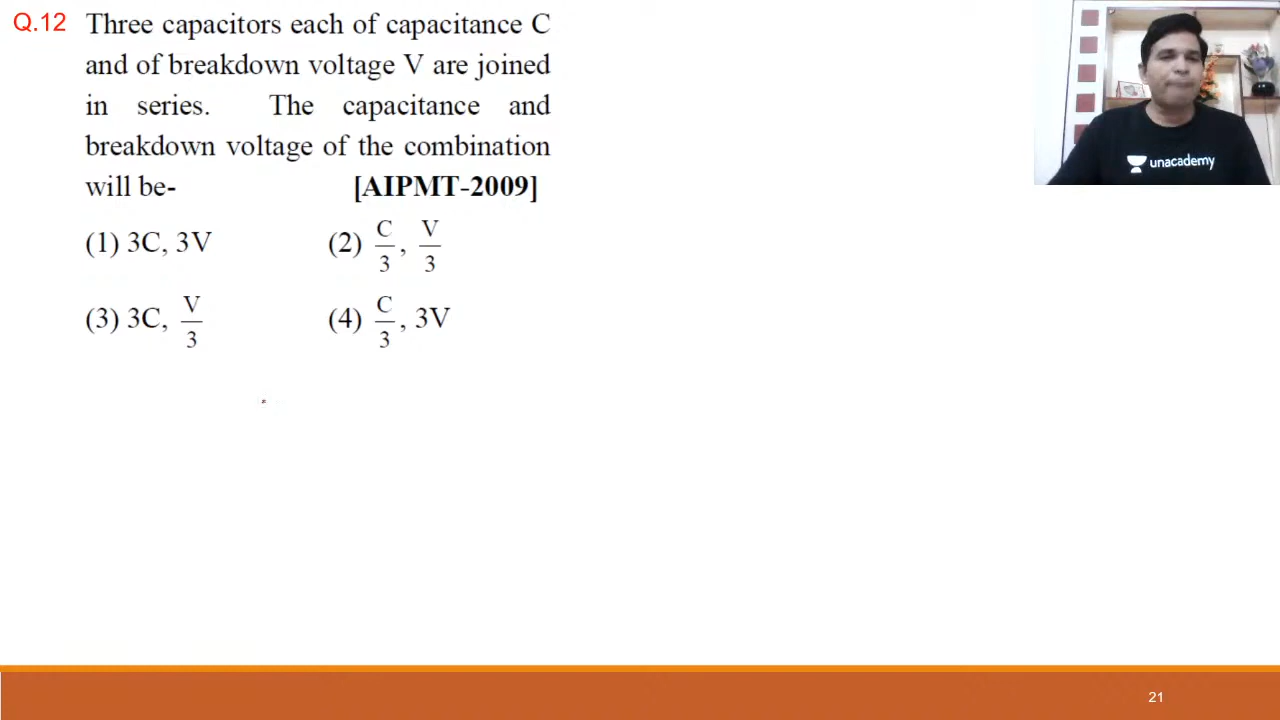 Q.12 Three capacitors each of capacitance C
and of breakdown voltage V are joined
in series. The capacitance and
breakdown voltage of the combination
will be- [AIPMT-2009]
(1) 3C, 3V (2) C/3, V/3
(3) 3C, V/3 (4) C/3, 3V
unacademy
21